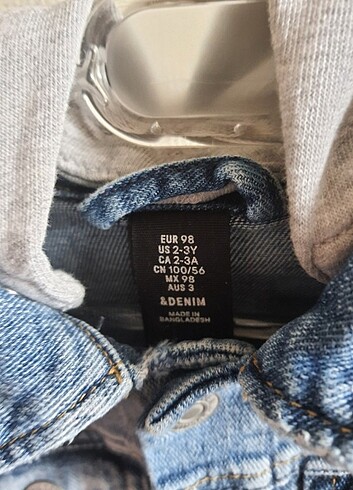 EUR 98
US 2-3Y
CA 2-3A
CN 100/56
MX 98
AUS 3
&DENIM
MADE IN
BANGLADESH